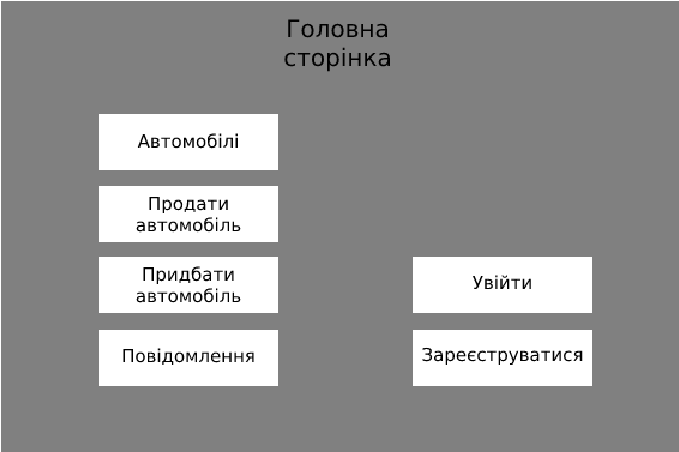 Головна
сторінка
Автомобілі
Продати
автомобіль
Придбати
автомобіль
Повідомлення
Увійти
Зареєструватися